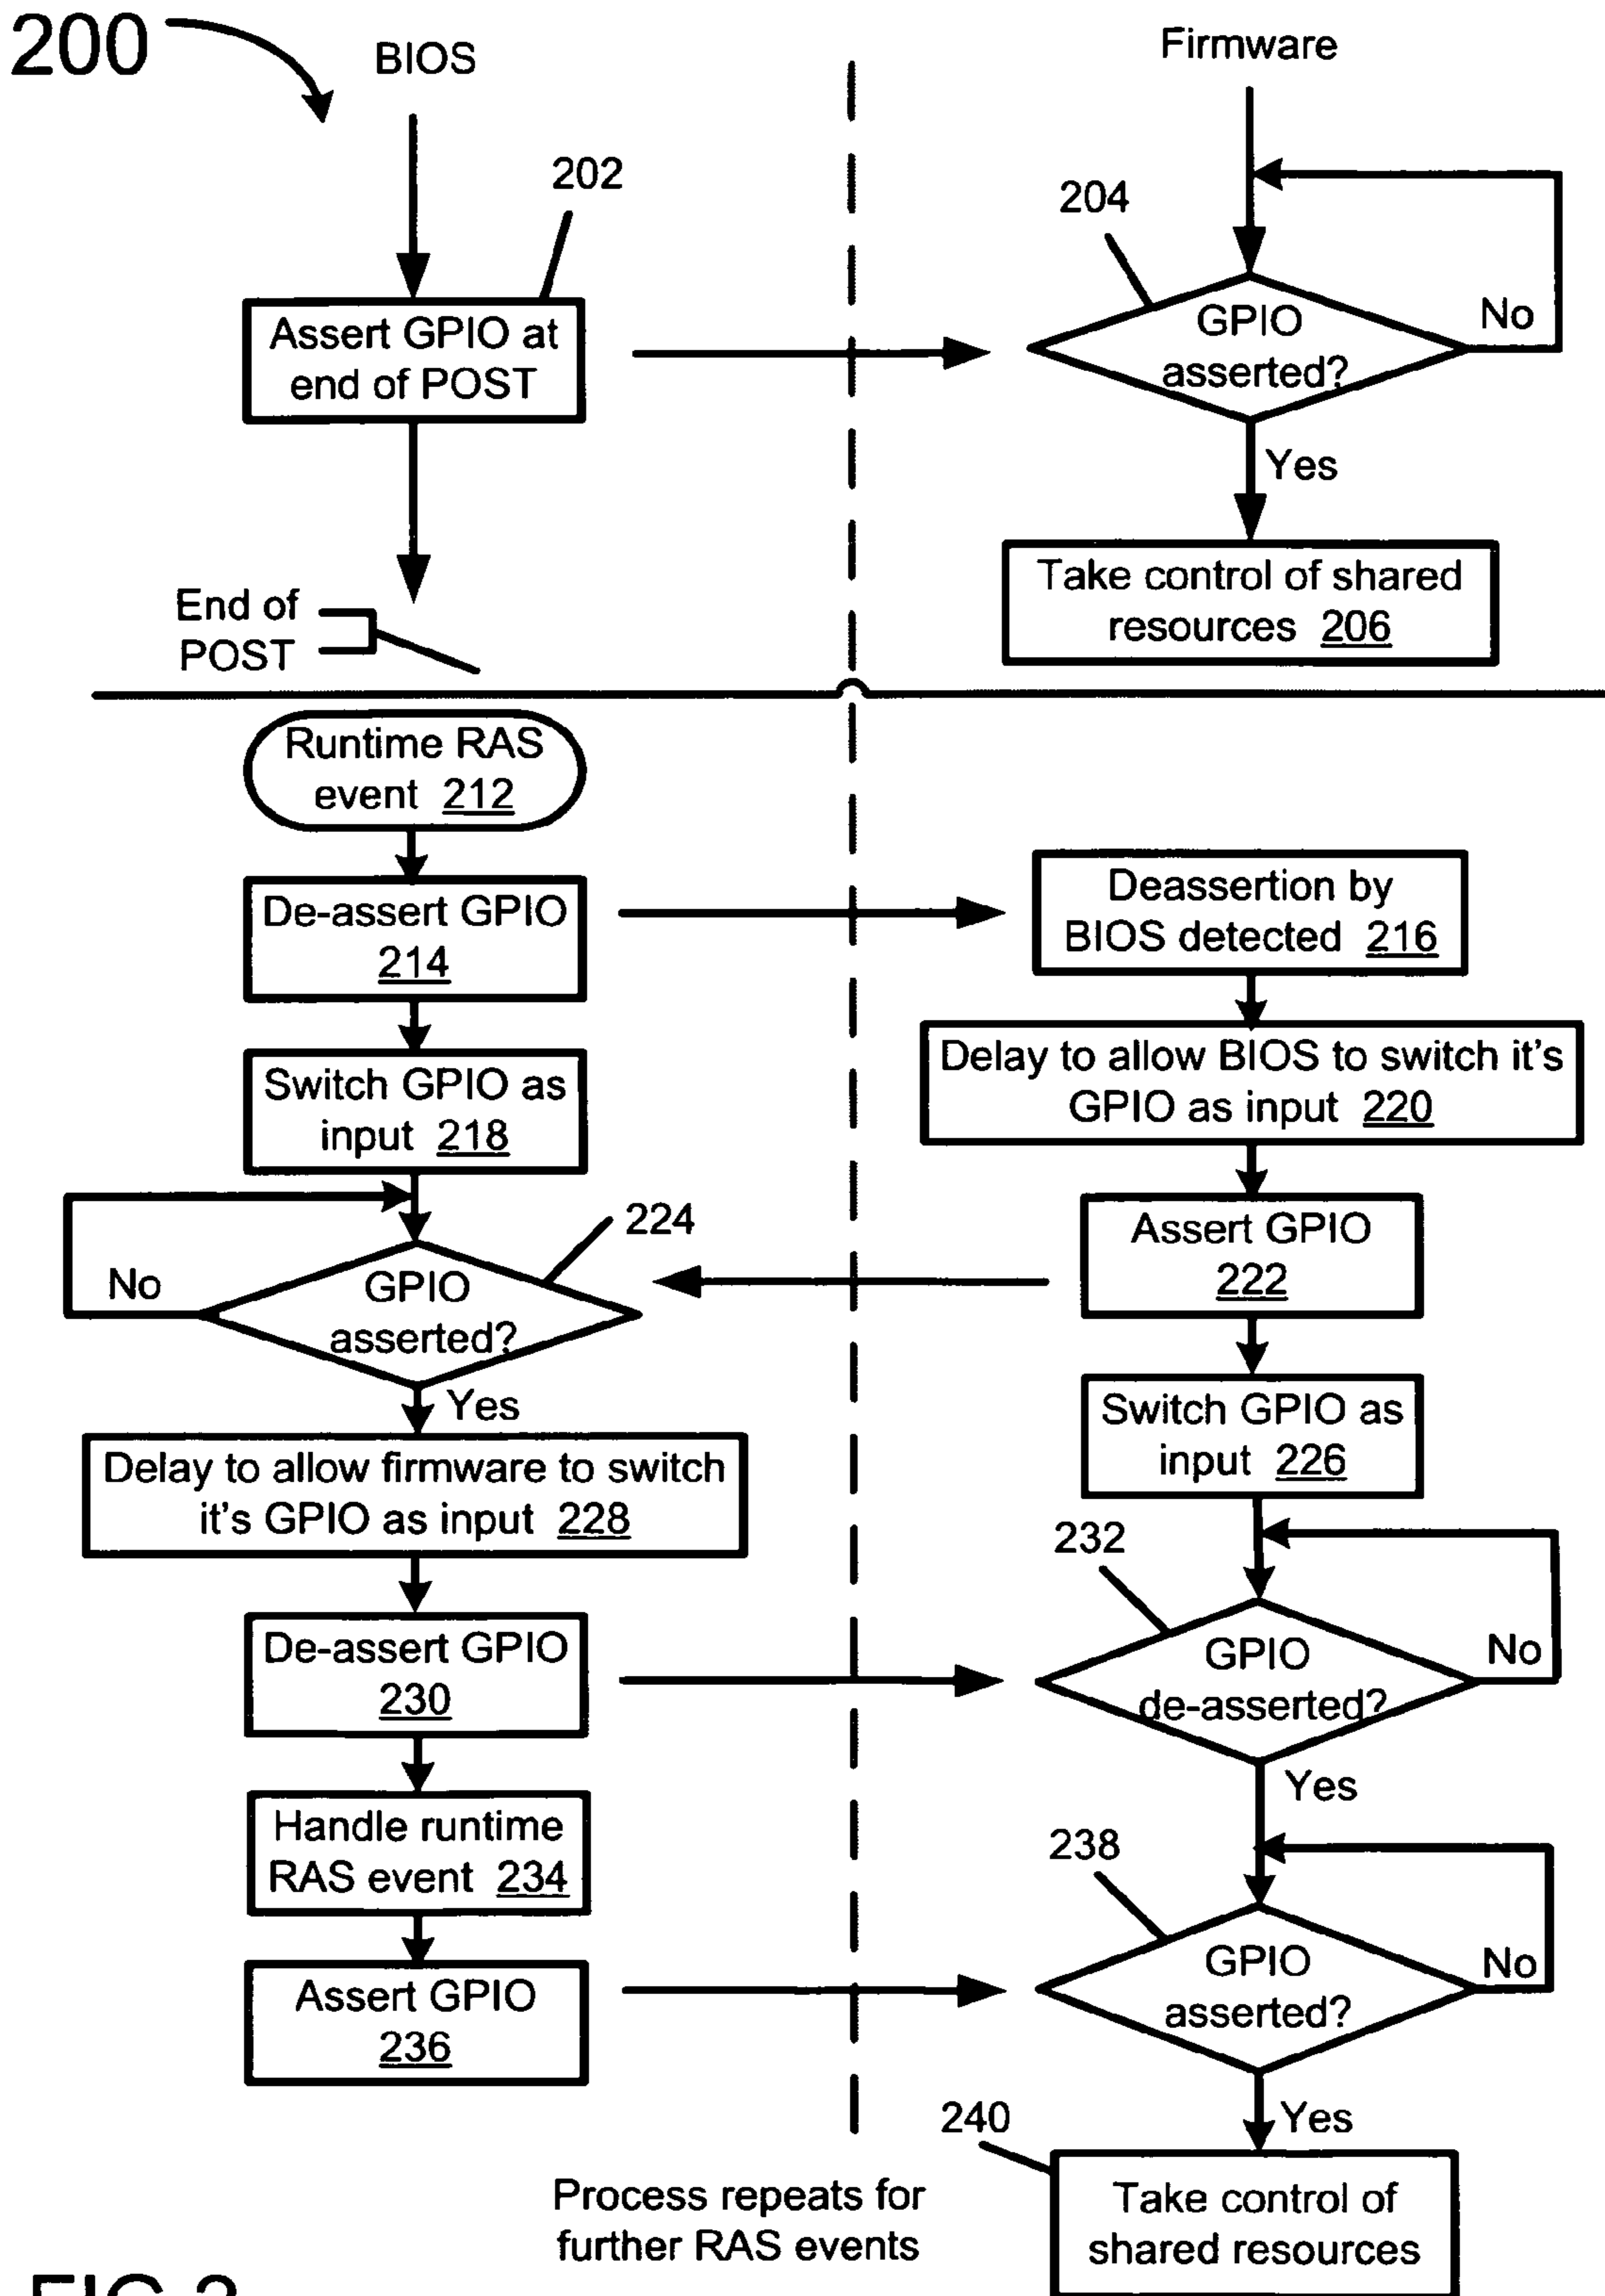 200
BIOS
Firmware
202
204
Assert GPIO at
end of POST
GPIO
asserted?
No
Yes
End of
POST
Take control of shared
resources 206
Runtime RAS
event 212
De-assert GPIO
214
Deassertion by
BIOS detected 216
Switch GPIO as
input 218
Delay to allow BIOS to switch it's
GPIO as input 220
224
No
GPIO
asserted?
Yes
Assert GPIO
222
Switch GPIO as
input 226
Delay to allow firmware to switch
it's GPIO as input 228
232
De-assert GPIO
230
GPIO
de-asserted?
No
Yes
Handle runtime
RAS event 234
238
Assert GPIO
236
GPIO
asserted?
No
Yes
240
Process repeats for
further RAS events
Take control of
shared resources